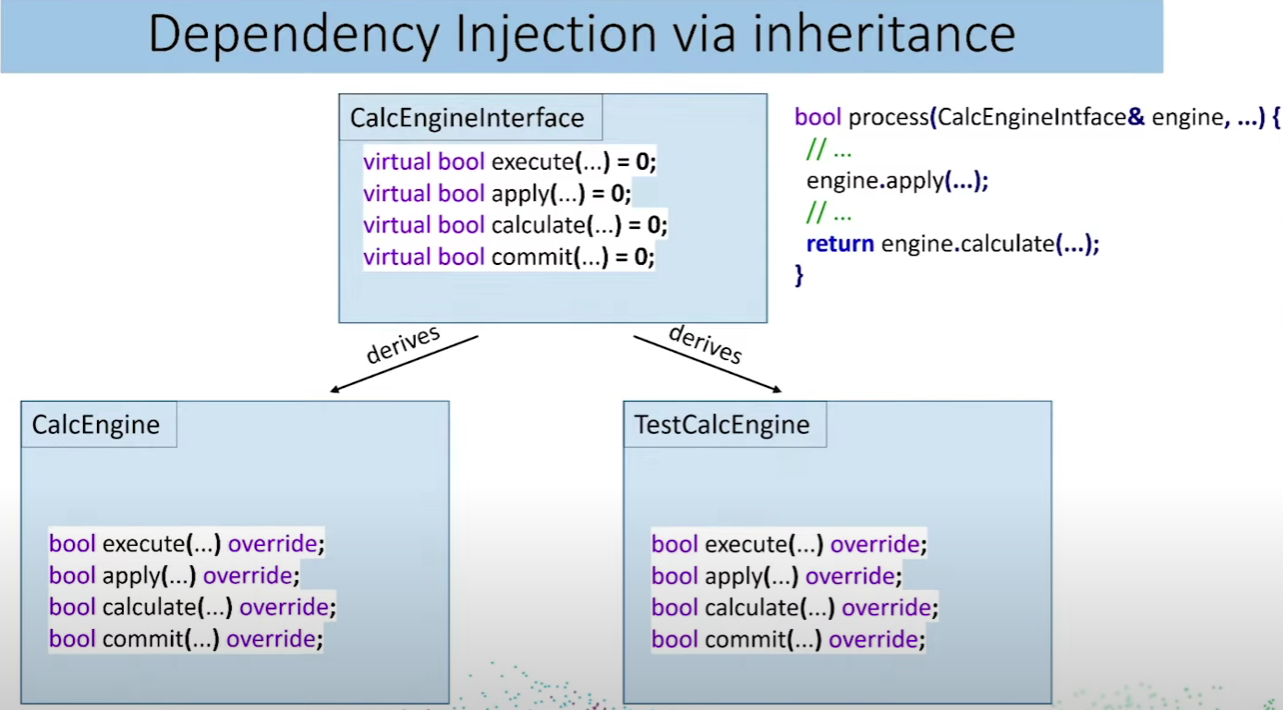 Dependency Injection via inheritance
CalcEngineInterface
virtual bool execute(...) = 0;
virtual bool apply(...) = 0;
virtual bool calculate(...) = 0;
virtual bool commit(...) = 0;
bool process(CalcEngineIntface& engine, ...) {
// ...
engine.apply(...);
// ...
return engine.calculate(...);
}
derives
derives
CalcEngine
bool execute(...) override;
bool apply(...) override;
bool calculate(...) override;
bool commit(...) override;
TestCalcEngine
bool execute(...) override;
bool apply(...) override;
bool calculate(...) override;
bool commit(...) override;